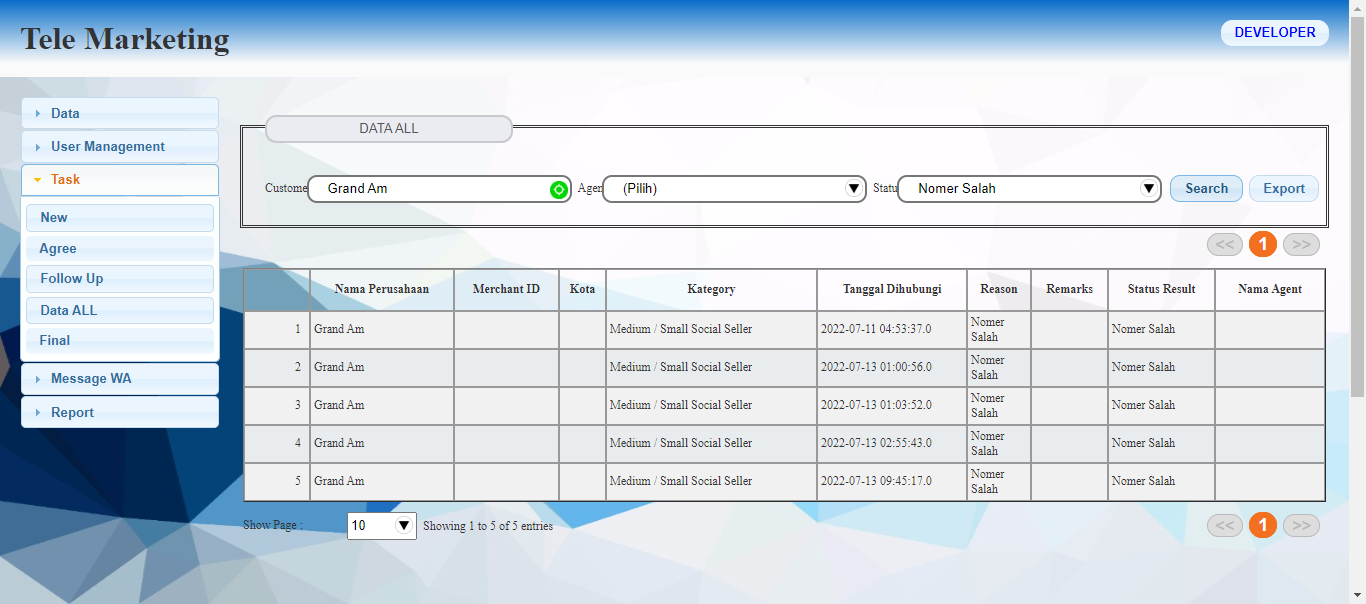 Tele Marketing
DEVELOPER
Data
User Management
Task
New
Agree
Follow Up
Data ALL
Final
Message WA
Report
DATA ALL
Custome Grand Am Agen (Pilih) Statu Nomer Salah Search Export
<< 1 >>
Nama Perusahaan Merchant ID Kota Kategory Tanggal Dihubungi Reason Remarks Status Result Nama Agent
1 Grand Am Medium / Small Social Seller 2022-07-11 04:53:37.0 Nomer Salah Nomer Salah
2 Grand Am Medium / Small Social Seller 2022-07-13 01:00:56.0 Nomer Salah Nomer Salah
3 Grand Am Medium / Small Social Seller 2022-07-13 01:03:52.0 Nomer Salah Nomer Salah
4 Grand Am Medium / Small Social Seller 2022-07-13 02:55:43.0 Nomer Salah Nomer Salah
5 Grand Am Medium / Small Social Seller 2022-07-13 09:45:17.0 Nomer Salah Nomer Salah
Show Page : 10 Showing 1 to 5 of 5 entries << 1 >>